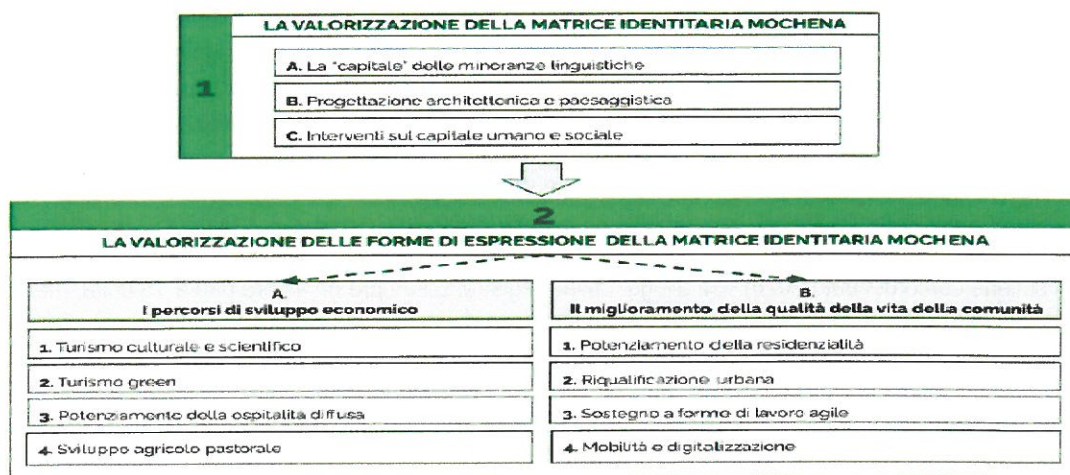 LA VALORIZZAZIONE DELLA MATRICE IDENTITARIA MOCHENA
1
A. La "capitale" delle minoranze linguistiche
B. Progettazione architettonica e paesaggistica
C. Interventi sul capitale umano e sociale
2
LA VALORIZZAZIONE DELLE FORME DI ESPRESSIONE DELLA MATRICE IDENTITARIA MOCHENA
A.
I percorsi di sviluppo economico
1. Turismo culturale e scientifico
2. Turismo green
3. Potenziamento della ospitalità diffusa
4. Sviluppo agricolo pastorale
B.
Il miglioramento della qualità della vita della comunità
1. Potenziamento della residenzialità
2. Riqualificazione urbana
3. Sostegno a forme di lavoro agile
4. Mobilità e digitalizzazione